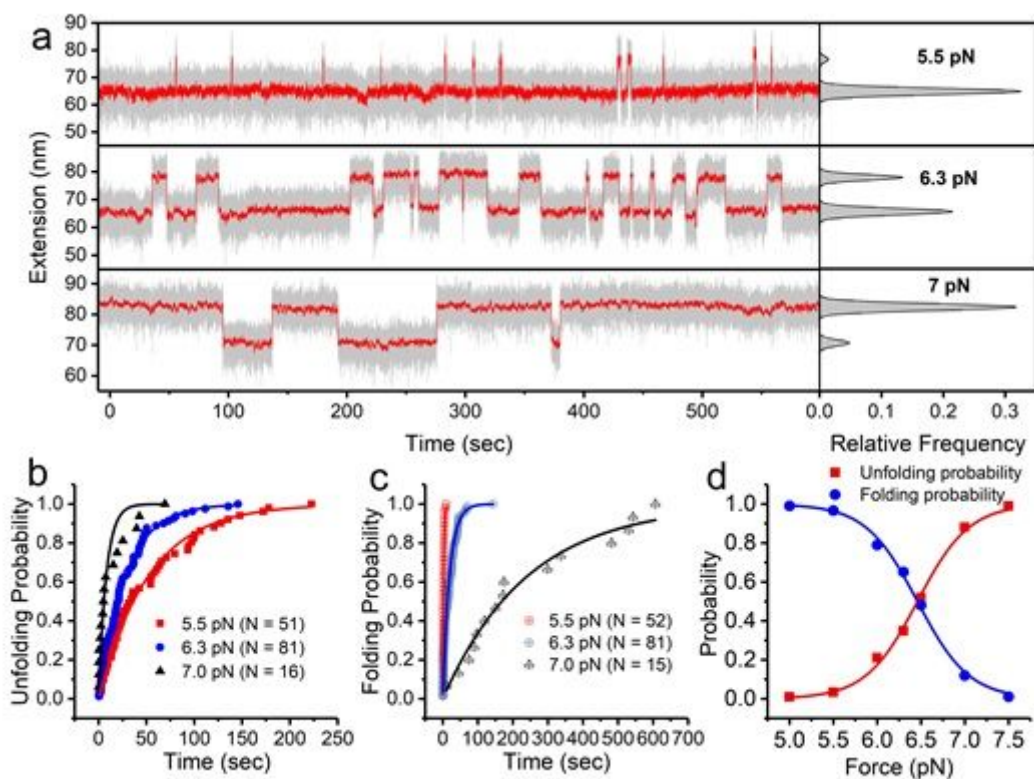 a
Extension (nm)
90
80
70
60
50
5.5 pN
80
70
60
50
6.3 pN
90
80
70
60
7 pN
0 100 200 300 400 500 0.0 0.1 0.2 0.3
Time (sec) Relative Frequency
b
Unfolding Probability
1.0
0.8
0.6
0.4
0.2
0.0
5.5 pN (N = 51)
6.3 pN (N = 81)
7.0 pN (N = 16)
0 50 100 150 200 250
Time (sec)
c
Folding Probability
1.0
0.8
0.6
0.4
0.2
0.0
5.5 pN (N = 52)
6.3 pN (N = 81)
7.0 pN (N = 15)
0 100 200 300 400 500 600 700
Time (sec)
d
Unfolding probability
Folding probability
Probability
1.0
0.8
0.6
0.4
0.2
0.0
5.0 5.5 6.0 6.5 7.0 7.5
Force (pN)